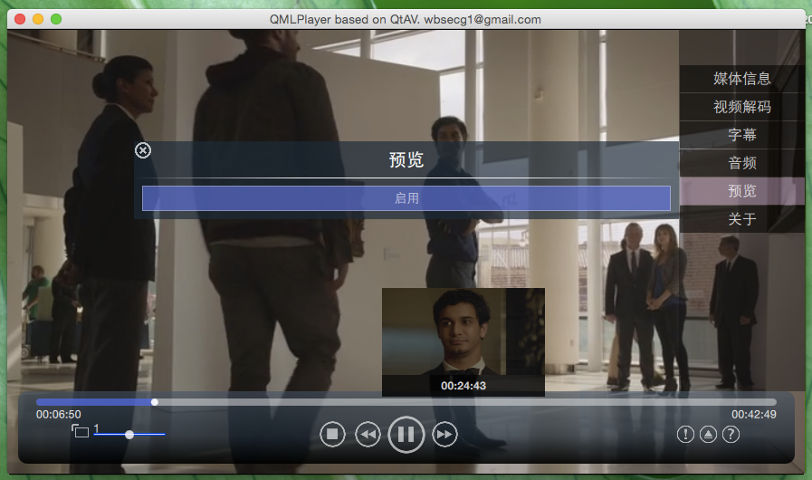 QMLPlayer based on QtAV. wbsecg1@gmail.com
媒体信息
视频解码
字幕
音频
预览
关于
预览
启用
00:24:43
00:06:50
00:42:49
1